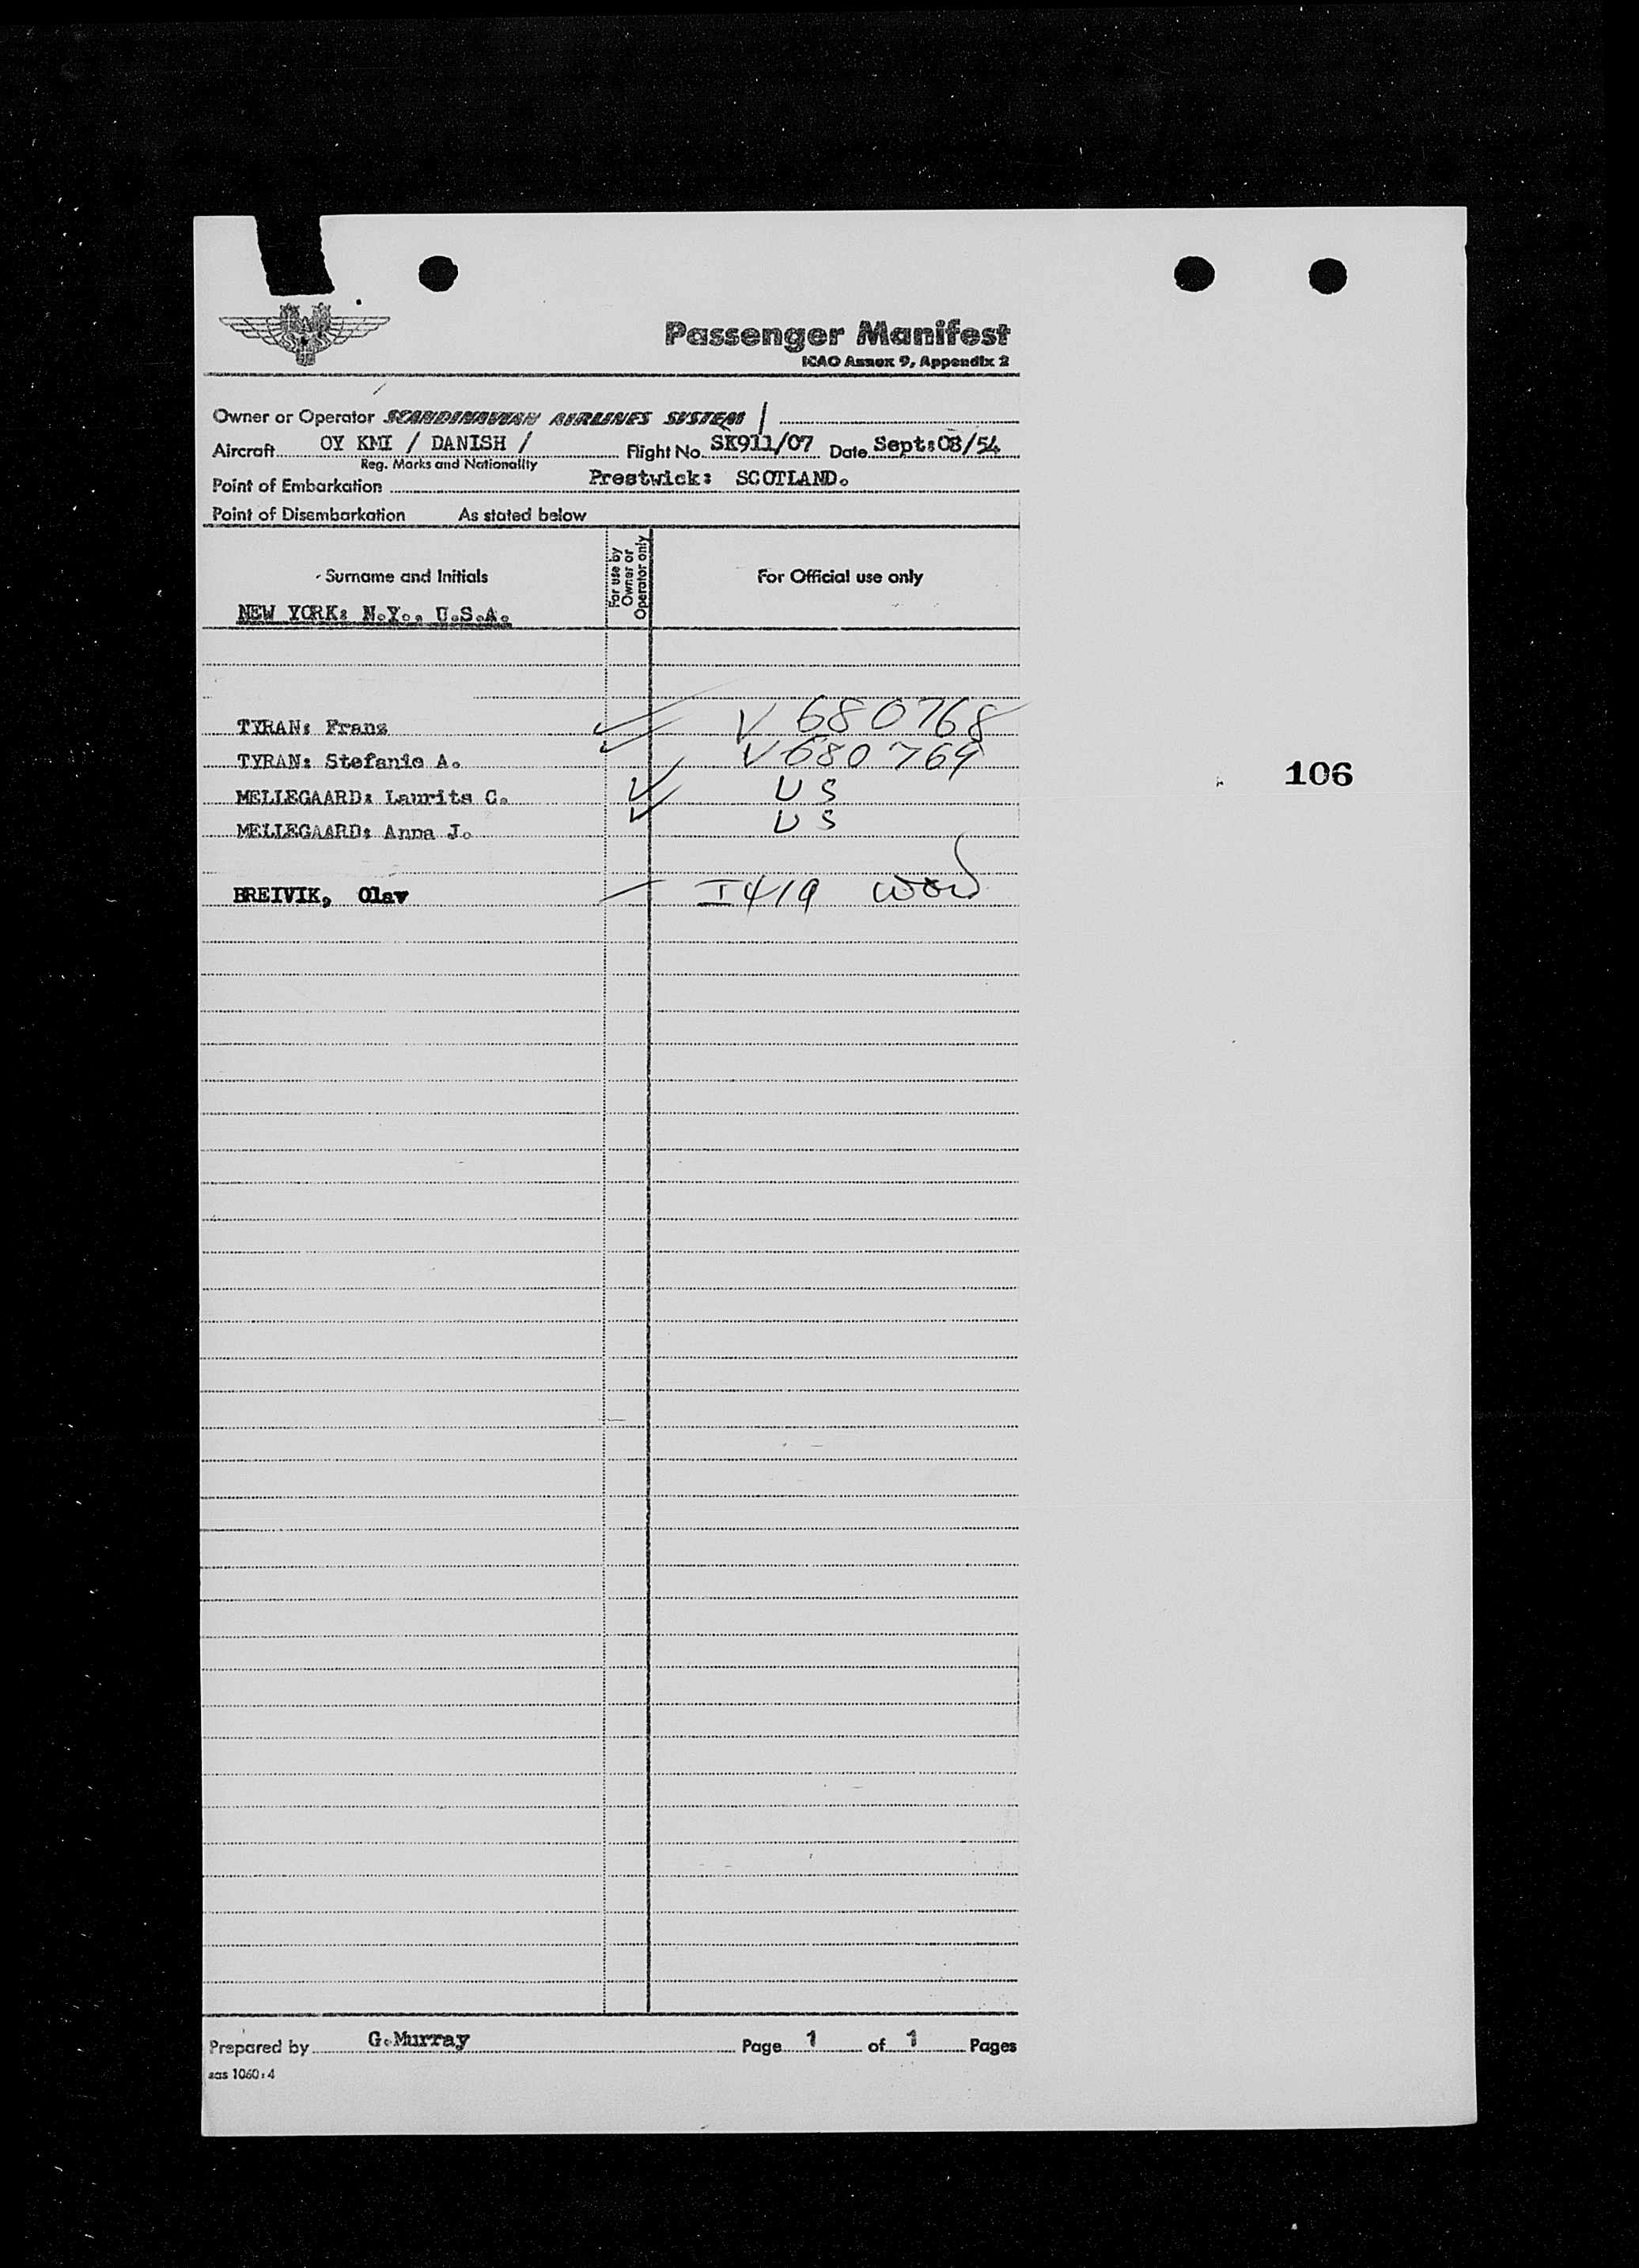 Passenger Manifest
ICAO Annex 9, Appendix 2
Owner or Operator SCANDINAVIAN AIRLINES SYSTEM /
Aircraft OY KMI / DANISH / Flight No. SK911/07 Date Sept:08/54
Reg. Marks and Nationality
Point of Embarkation Prestwick: SCOTLAND.
Point of Disembarkation As stated below
Surname and Initials For use by Owner or Operator only For Official use only
NEW YORK: N.Y., U.S.A.
TYRAN: Franz V 680768
TYRAN: Stefanie A. V 680769
106
MELLEGAARD: Laurits C. US
MELLEGAARD: Anna J. US
BREIVIK, Olav I 419
Prepared by G.Murray Page 1 of 1 Pages
sas 1060:4